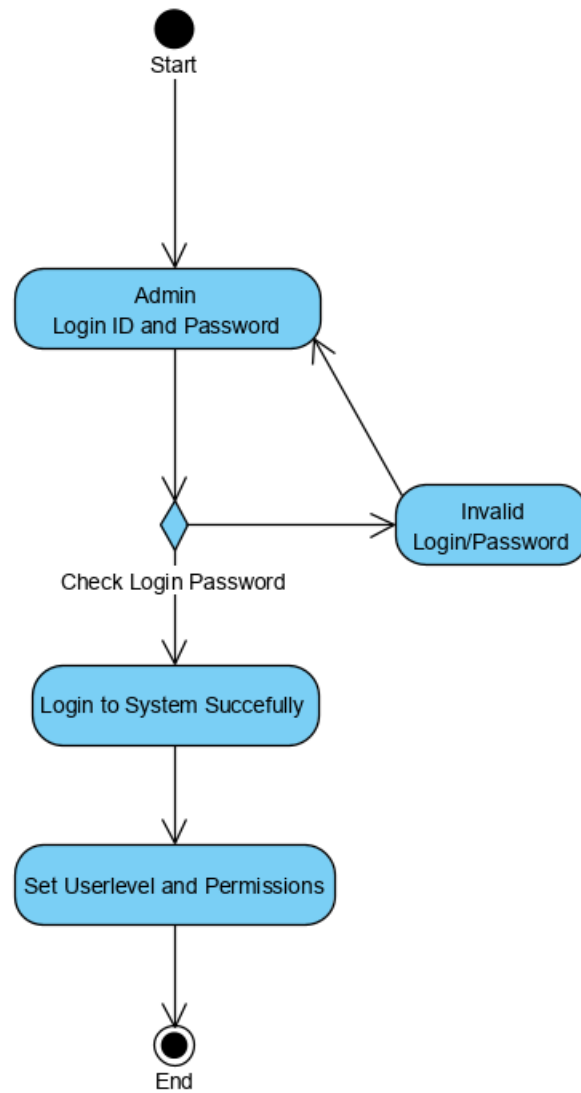 Start
Admin
Login ID and Password
Invalid
Login/Password
Check Login Password
Login to System Succefully
Set Userlevel and Permissions
End